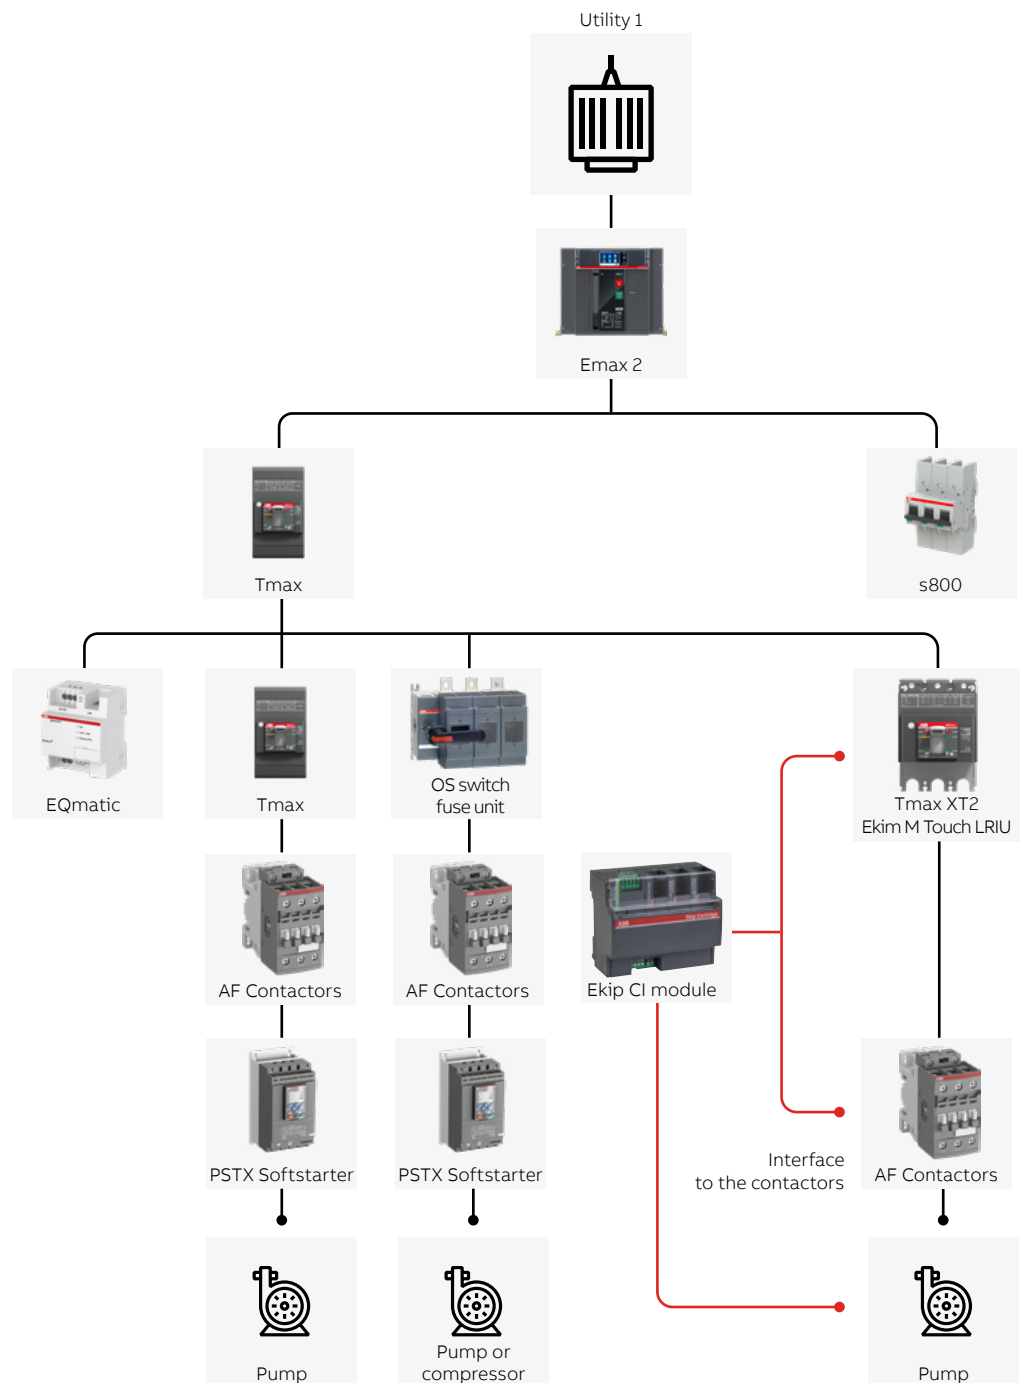 Utility 1
Emax 2
Tmax
s800
EQmatic
Tmax
OS switch
fuse unit
Tmax XT2
Ekim M Touch LRIU
AF Contactors
AF Contactors
Ekip CI module
PSTX Softstarter
PSTX Softstarter
Interface
to the contactors
AF Contactors
Pump
Pump or
compressor
Pump